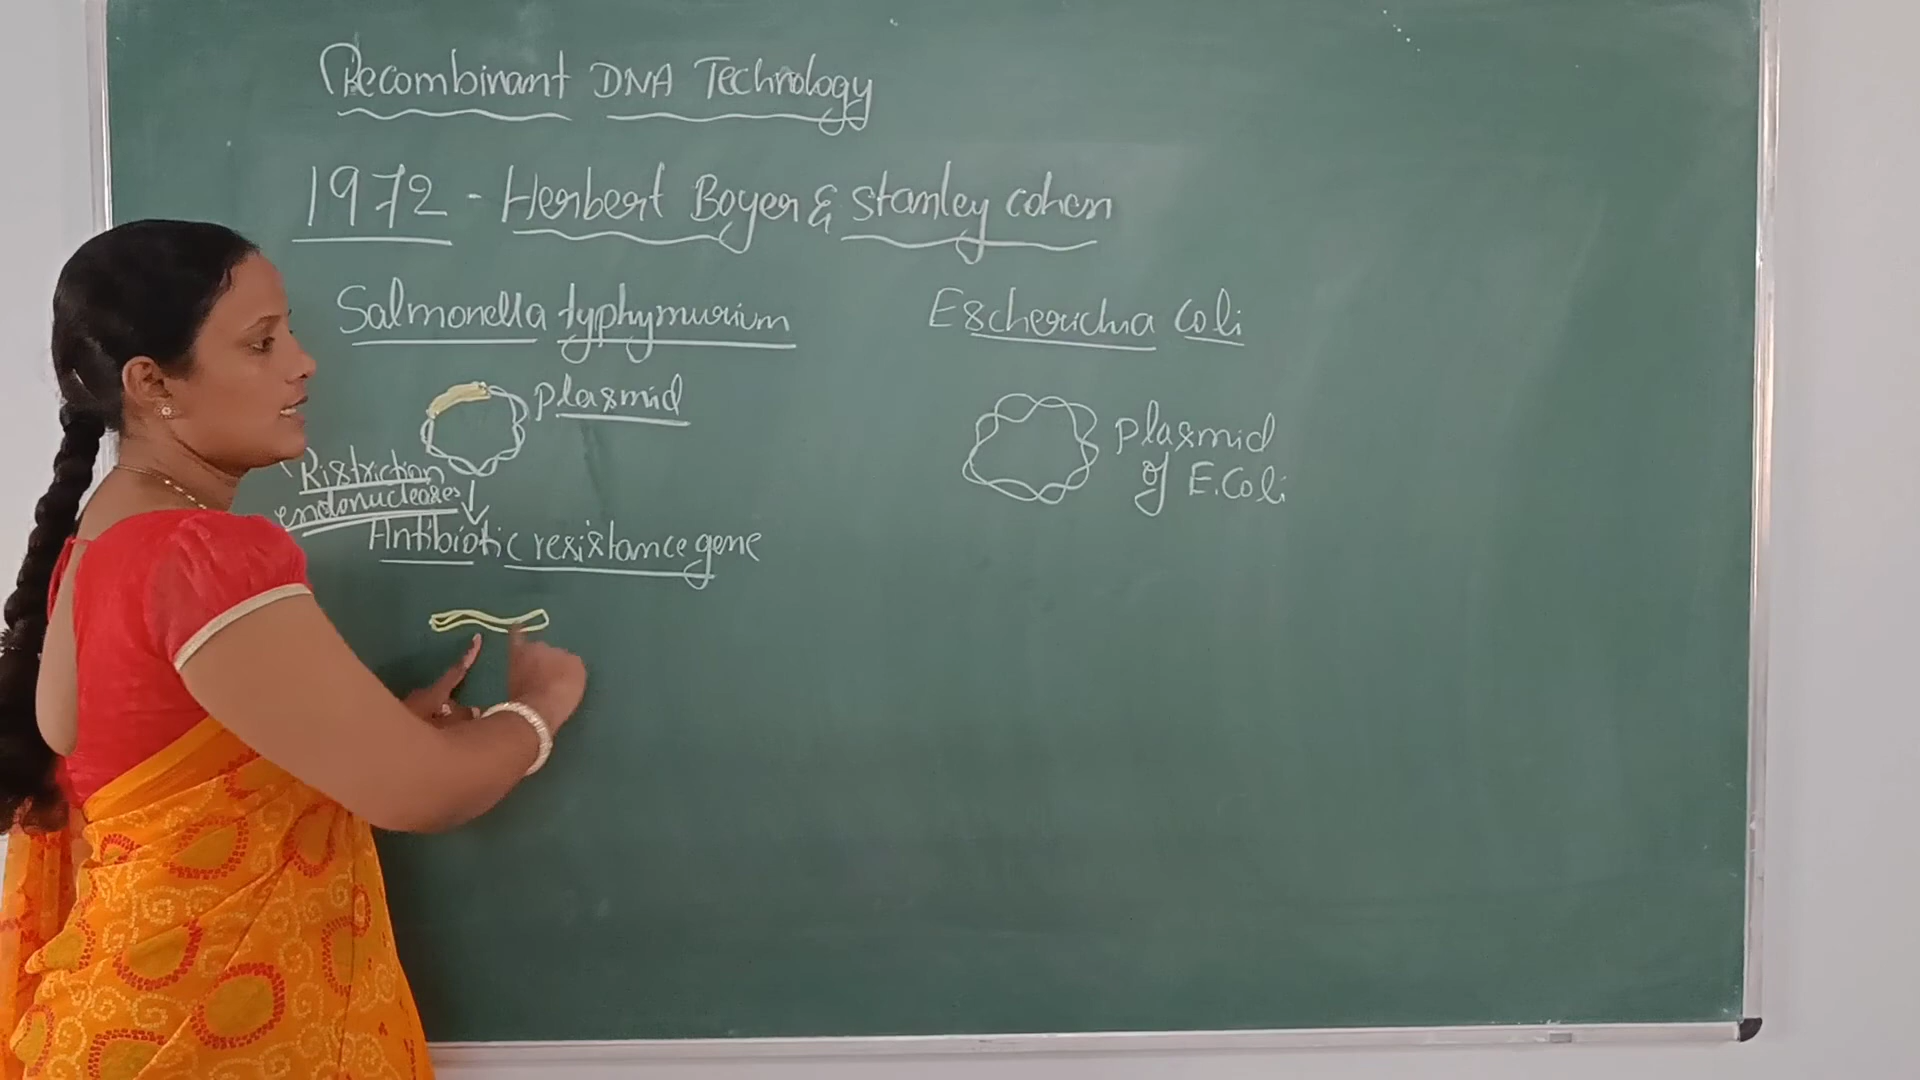 Recombinant DNA Technology
1972 - Herbert Boyer & Stanley Cohen
Salmonella typhymurium
Escherichia Coli
plasmid
plasmid
of E.Coli
Ristriction
endonucleases
Antibiotic resistance gene